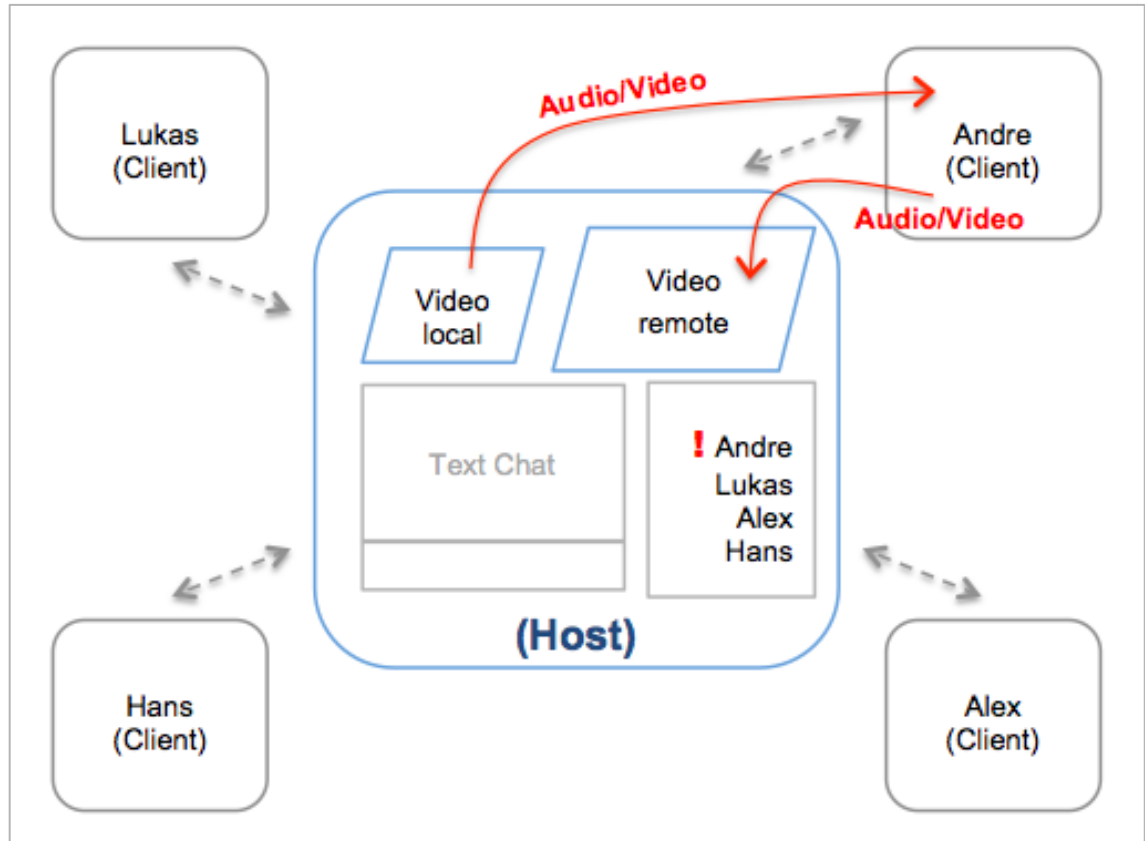 Lukas
(Client)
Audio/Video
Andre
(Client)
Audio/Video
Video
local
Video
remote
Text Chat
! Andre
Lukas
Alex
Hans
(Host)
Hans
(Client)
Alex
(Client)